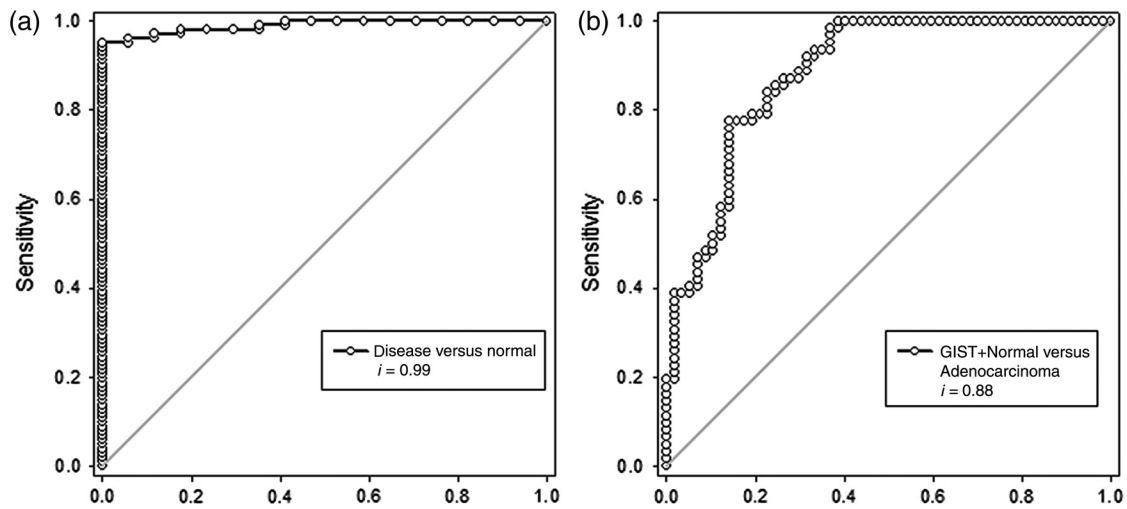 (a)
1.0
0.8
0.6
0.4
0.2
0.0
Sensitivity
0.0 0.2 0.4 0.6 0.8 1.0
Disease versus normal
i = 0.99
(b)
1.0
0.8
0.6
0.4
0.2
0.0
Sensitivity
0.0 0.2 0.4 0.6 0.8 1.0
GIST+Normal versus
Adenocarcinoma
i = 0.88